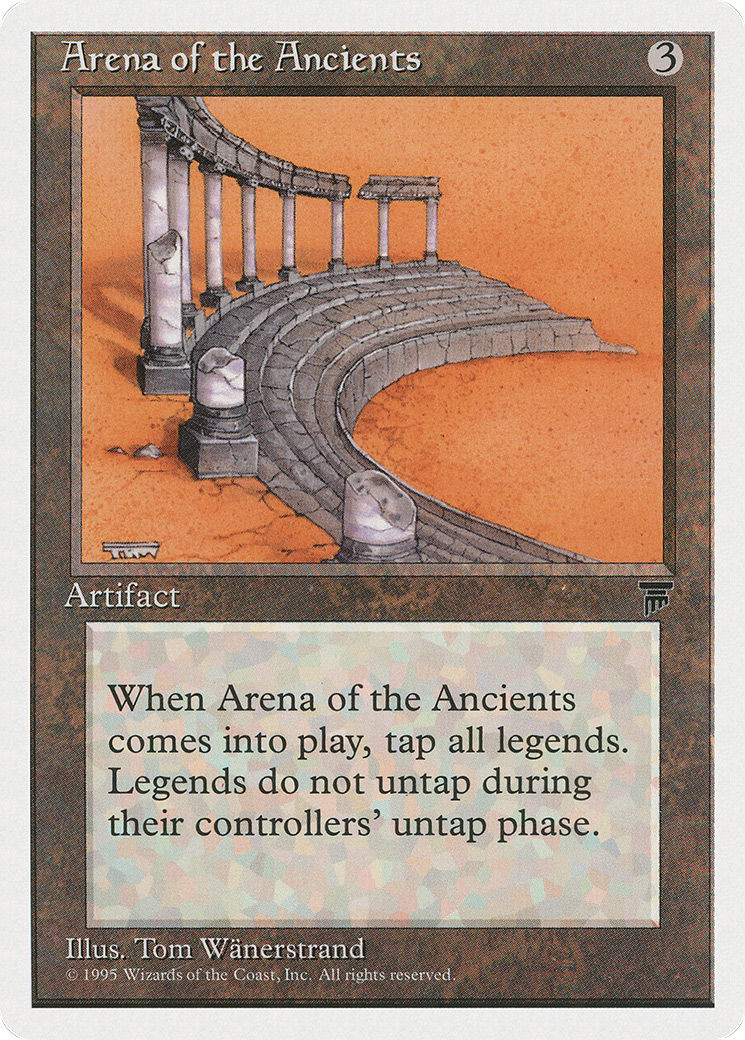 Arena of the Ancients
3
Artifact
When Arena of the Ancients
comes into play, tap all legends.
Legends do not untap during
their controllers' untap phase.
Illus. Tom Wänerstrand
© 1995 Wizards of the Coast, Inc. All rights reserved.